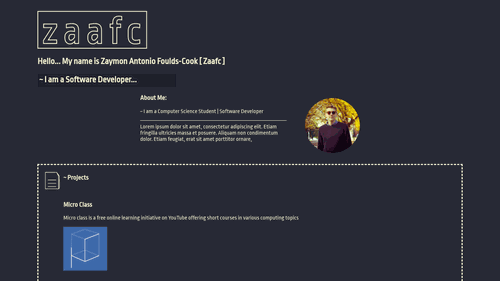 zaafc
Hello... My name is Zaymon Antonio Foulds-Cook [ Zaafc ]
~ I am a Software Developer...
About Me:
~ I am a Computer Science Student | Software Developer
Lorem ipsum dolor sit amet, consectetur adipiscing elit. Etiam
fringilla ultricies massa et posuere. Aliquam non condimentum
dolor. Etiam feugiat, erat sit amet porttitor ornare,
~ Projects
Micro Class
Micro class is a free online learning initiative on YouTube offering short courses in various computing topics